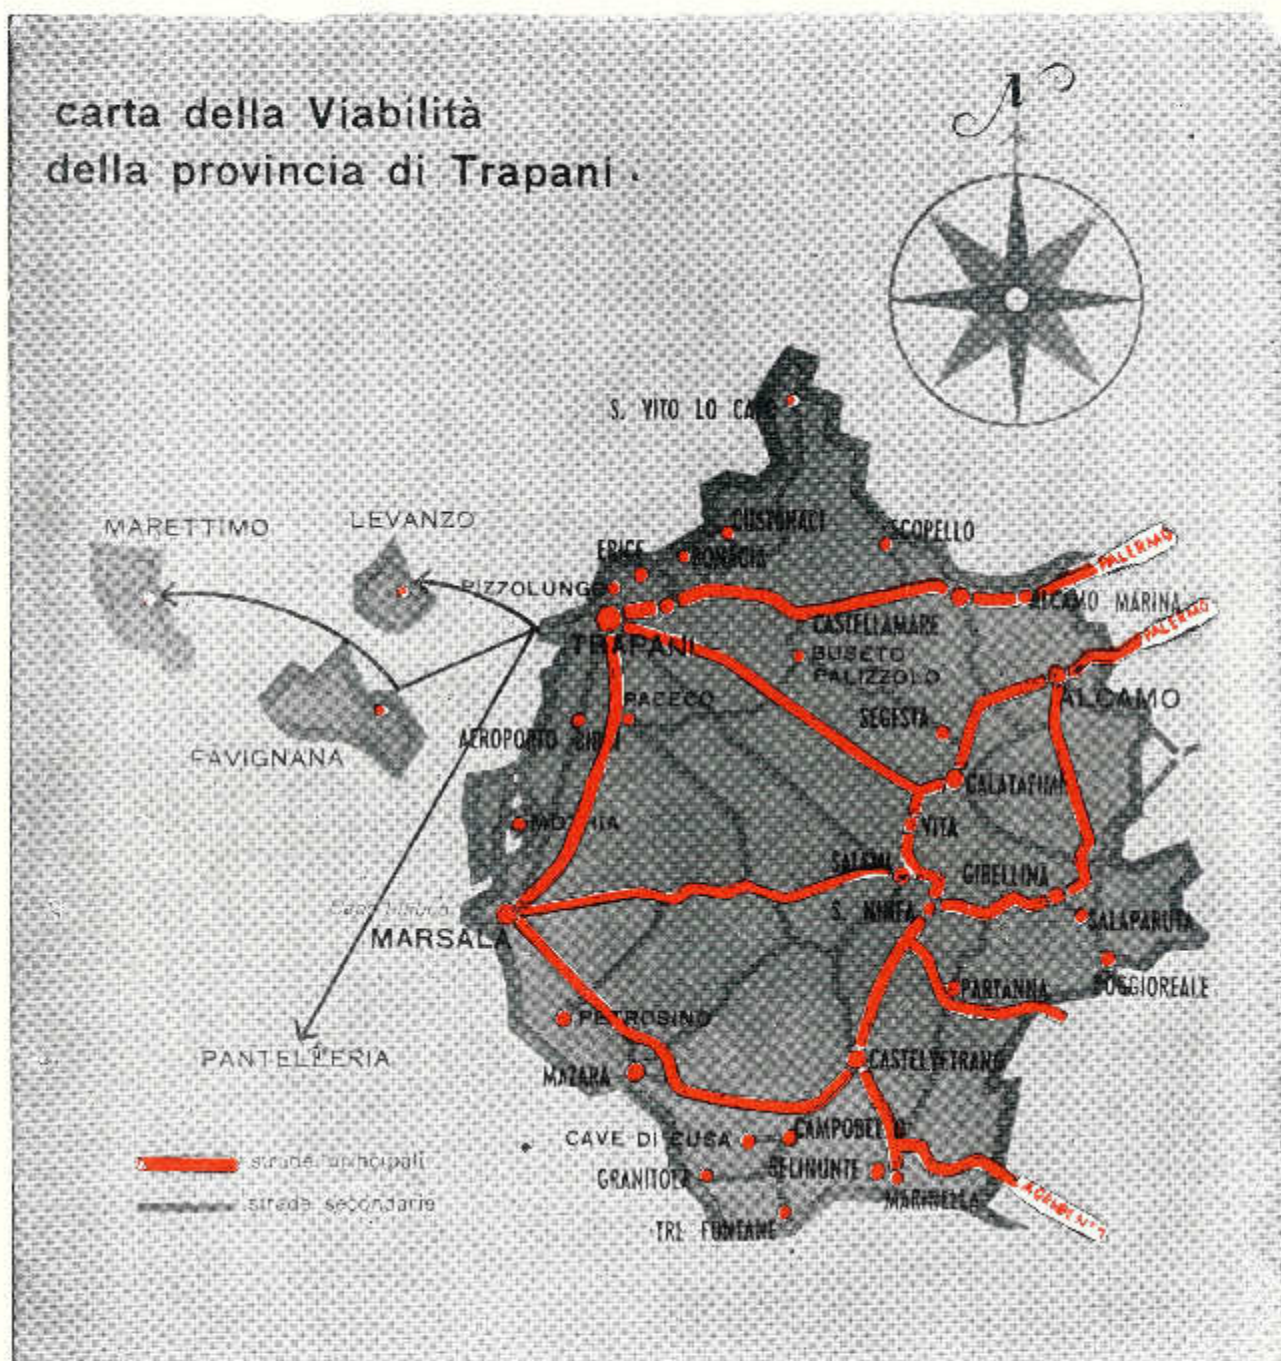 carta della Viabilità
della provincia di Trapani
N
S. VITO LO CAPO
MARETTIMO
LEVANZO
CUSTONACI
SCOPELLO
ERICE
BONAGIA
PALERMO
PIZZOLUNGO
ALCAMO MARINA
PALERMO
CASTELLAMARE
TRAPANI
BUSETO
PALIZZOLO
ALCAMO
PACECO
SEGESTA
AEROPORTO BIRGI
FAVIGNANA
CALATAFIMI
MOTHIA
VITA
SALEMI
GIBELLINA
S. NINFA
SALAPARUTA
MARSALA
PARTANNA
POGGIOREALE
PETROSINO
PANTELLERIA
CASTELVETRANO
MAZARA
CAMPOBELLO
CAVE DI CUSA
strade principali
SELINUNTE
GRANITOLA
MARINELLA
strade secondarie
TRE FONTANE